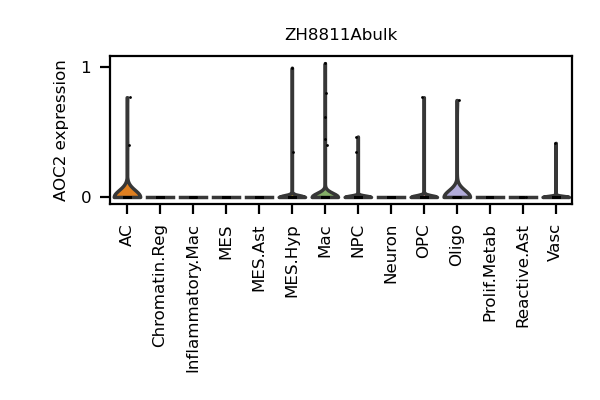 ZH8811Abulk
AOC2 expression
1
0
AC
Chromatin.Reg
Inflammatory.Mac
MES
MES.Ast
MES.Hyp
Mac
NPC
Neuron
OPC
Oligo
Prolif.Metab
Reactive.Ast
Vasc